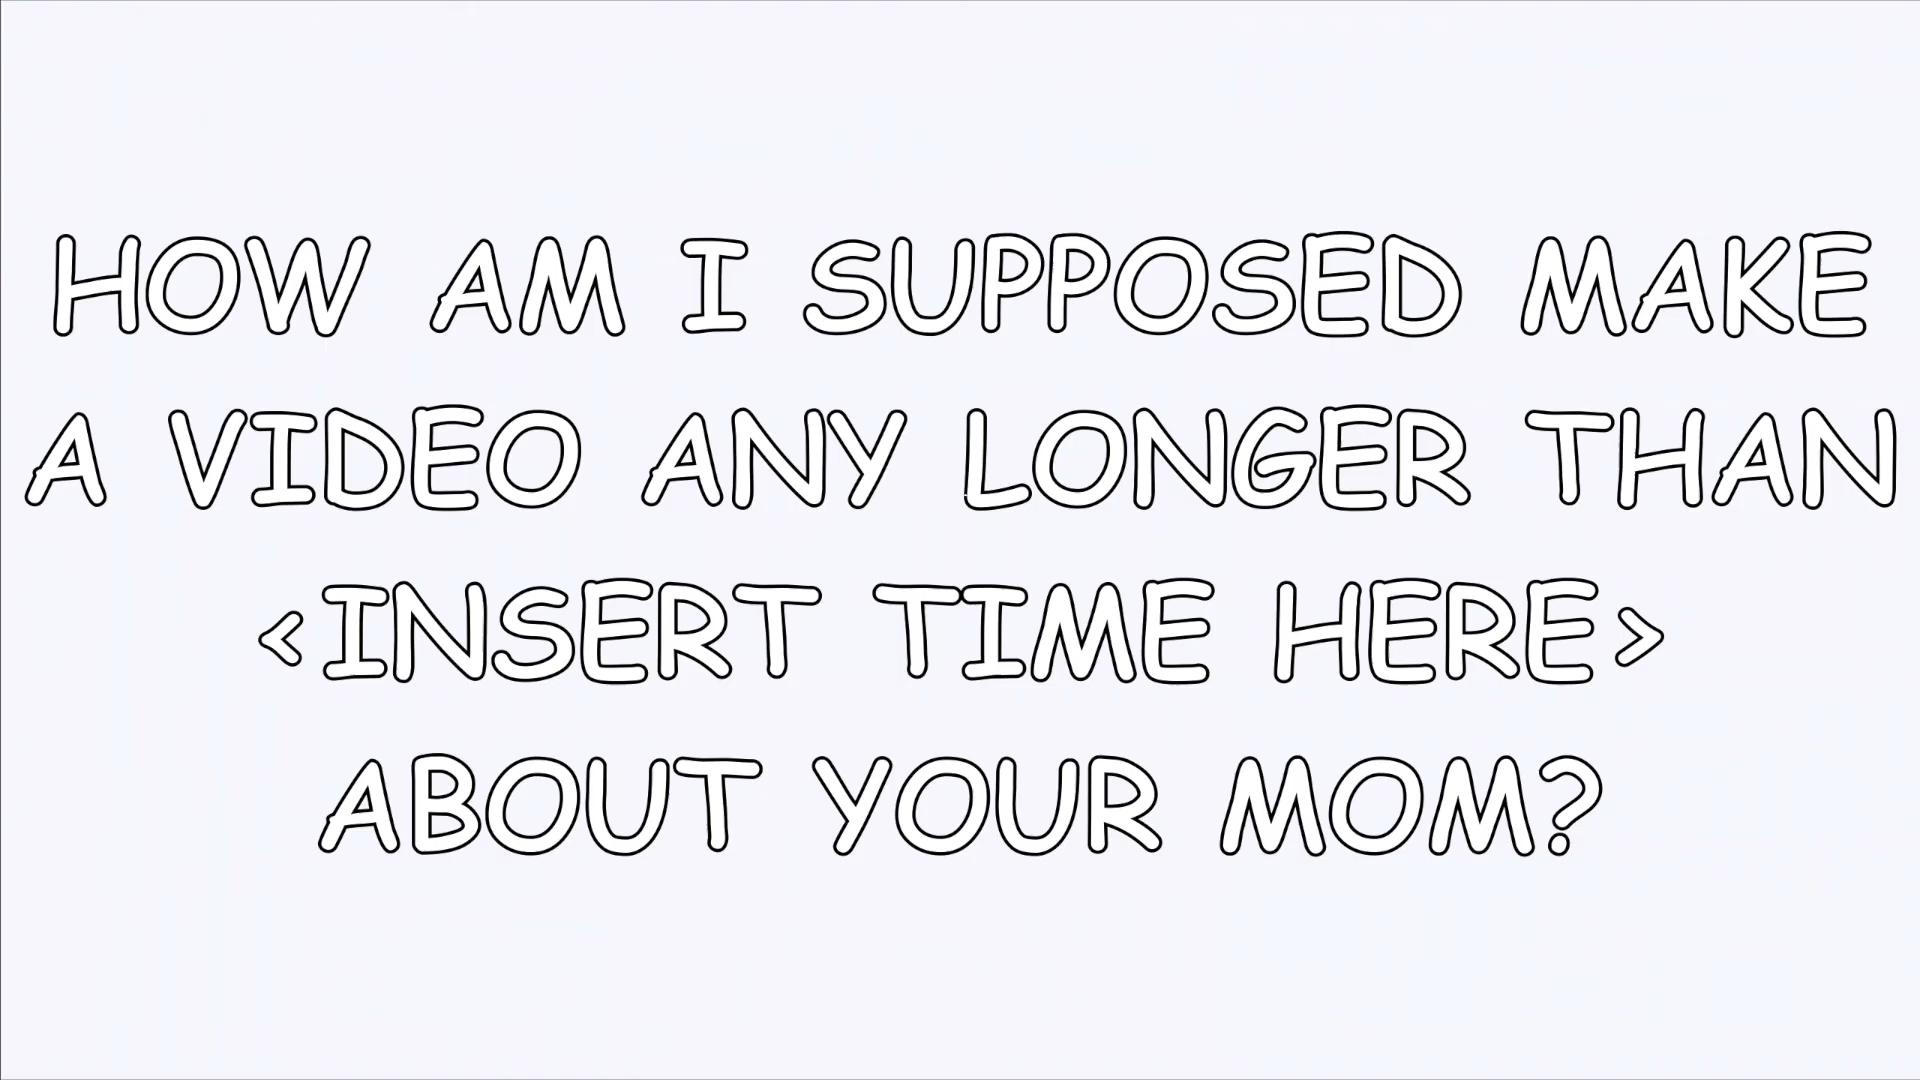 HOW AM I SUPPOSED MAKE
A VIDEO ANY LONGER THAN
<INSERT TIME HERE>
ABOUT YOUR MOM?